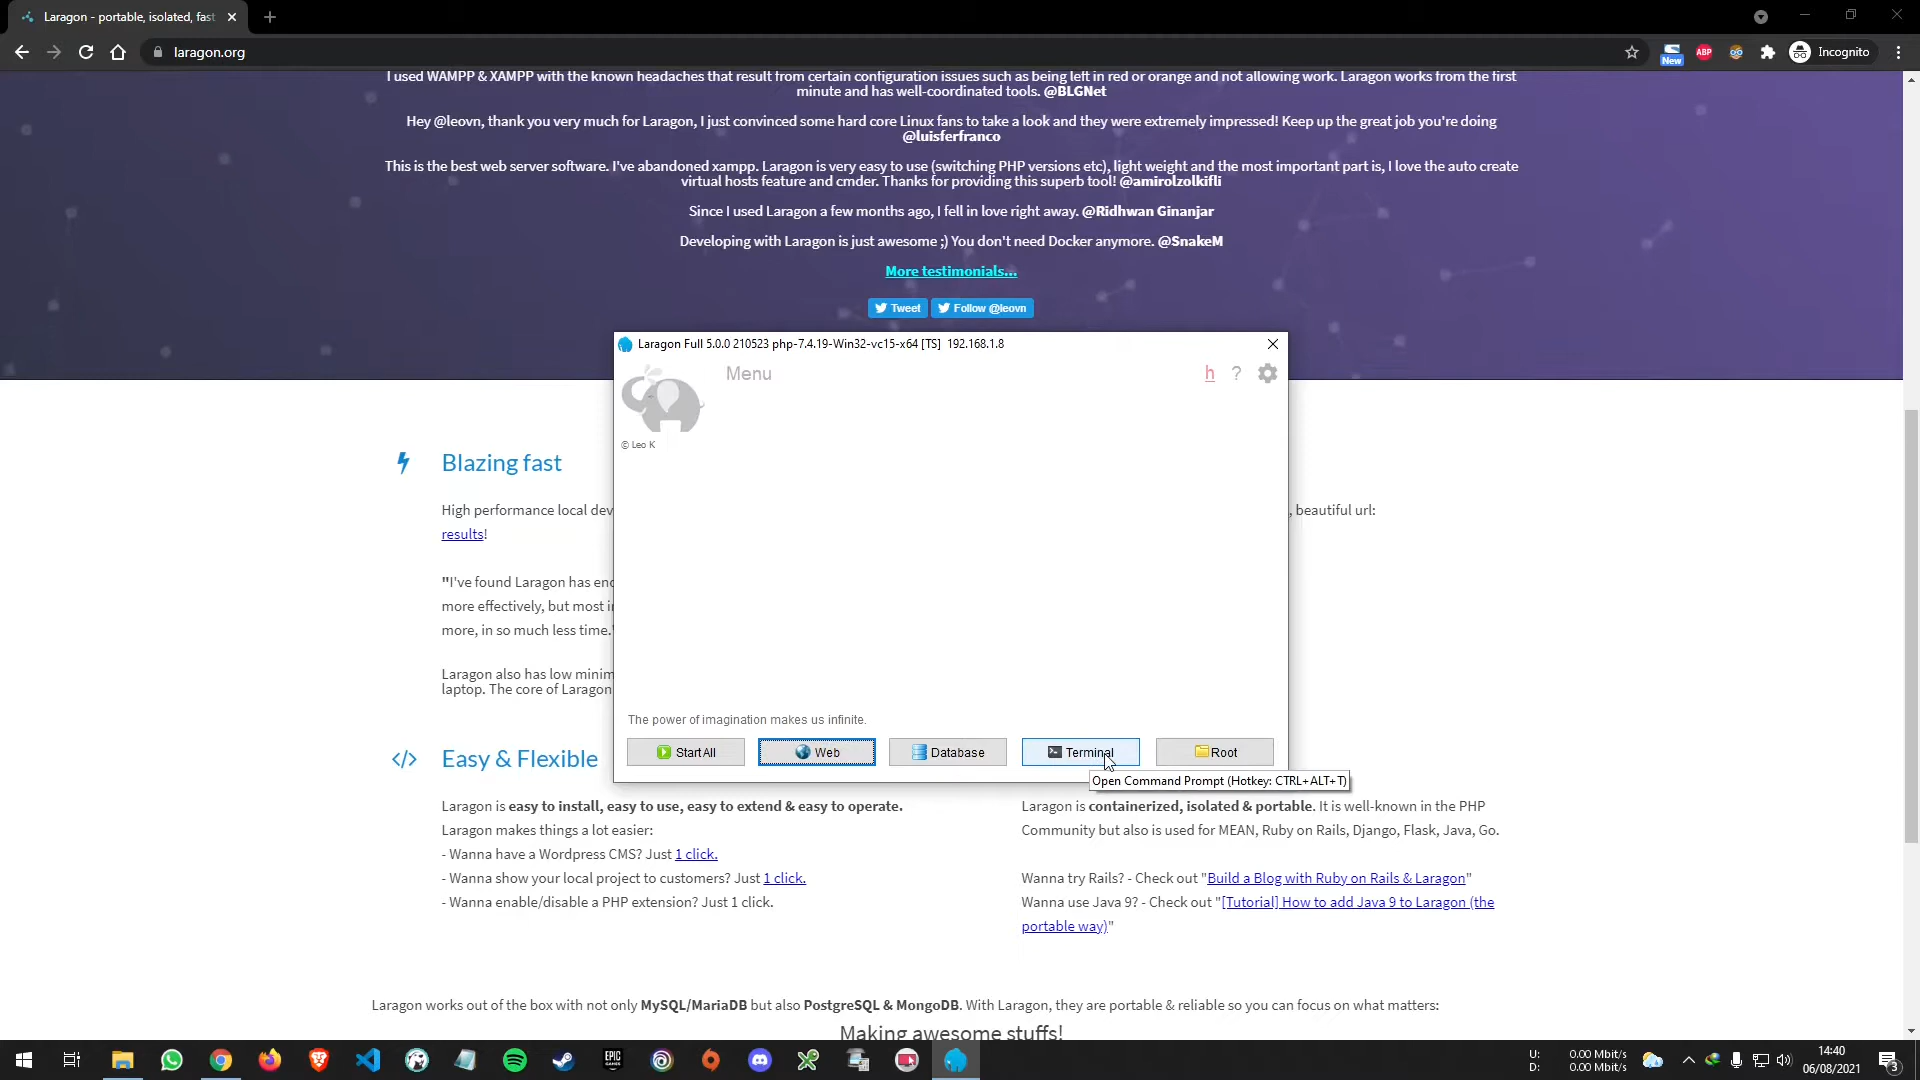 Laragon - portable, isolated, fast
laragon.org
New
ABP
Incognito
I used WAMPP & XAMPP with the known headaches that result from certain configuration issues such as being left in red or orange and not allowing work. Laragon works from the first
minute and has well-coordinated tools. @BLGNet
Hey @leovn, thank you very much for Laragon, I just convinced some hard core Linux fans to take a look and they were extremely impressed! Keep up the great job you're doing
@luisferfranco
This is the best web server software. I've abandoned xampp. Laragon is very easy to use (switching PHP versions etc), light weight and the most important part is, I love the auto create
virtual hosts feature and cmder. Thanks for providing this superb tool! @amirolzolkifli
Since I used Laragon a few months ago, I fell in love right away. @Ridhwan Ginanjar
Developing with Laragon is just awesome ;) You don't need Docker anymore. @SnakeM
More testimonials...
Tweet
Follow @leovn
Laragon Full 5.0.0 210523 php-7.4.19-Win32-vc15-x64 [TS] 192.168.1.8
Menu
h
?
© Leo K
Blazing fast
High performance local dev
, beautiful url:
results!
"I've found Laragon has en
more effectively, but most i
more, in so much less time.
Laragon also has low minim
laptop. The core of Laragon
The power of imagination makes us infinite.
Start All
Web
Database
Terminal
Root
Open Command Prompt (Hotkey: CTRL+ALT+T)
Easy & Flexible
Laragon is easy to install, easy to use, easy to extend & easy to operate.
Laragon makes things a lot easier:
- Wanna have a Wordpress CMS? Just 1 click.
- Wanna show your local project to customers? Just 1 click.
- Wanna enable/disable a PHP extension? Just 1 click.
Laragon is containerized, isolated & portable. It is well-known in the PHP
Community but also is used for MEAN, Ruby on Rails, Django, Flask, Java, Go.
Wanna try Rails? - Check out "Build a Blog with Ruby on Rails & Laragon"
Wanna use Java 9? - Check out "[Tutorial] How to add Java 9 to Laragon (the
portable way)"
Laragon works out of the box with not only MySQL/MariaDB but also PostgreSQL & MongoDB. With Laragon, they are portable & reliable so you can focus on what matters:
Making awesome stuffs!
EPIC
GAMES
U: 0.00 Mbit/s
D: 0.00 Mbit/s
14:40
06/08/2021
3